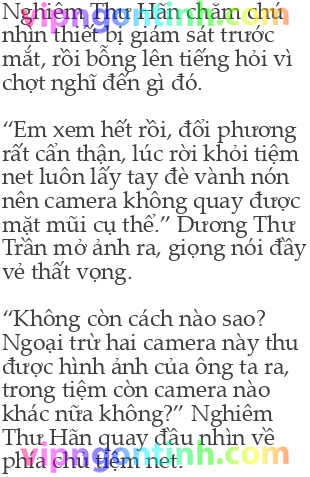 Nghiêm Thư Hãn chăm chú
vipngontinh.com
nhìn thiết bị giám sát trước
mắt, rồi bỗng lên tiếng hỏi vì
chợt nghĩ đến gì đó.
“Em xem hết rồi, đối phương
rất cẩn thận, lúc rời khỏi tiệm
net luôn lấy tay đè vành nón
nên camera không quay được
mặt mũi cụ thể.” Dương Thư
Trần mở ảnh ra, giọng nói đầy
vẻ thất vọng.
“Không còn cách nào sao?
Ngoại trừ hai camera này thu
được hình ảnh của ông ta ra,
trong tiệm còn camera nào
khác nữa không?” Nghiêm
Thư Hãn quay đầu nhìn về
vipngontinh.com
phía chủ tiệm net.